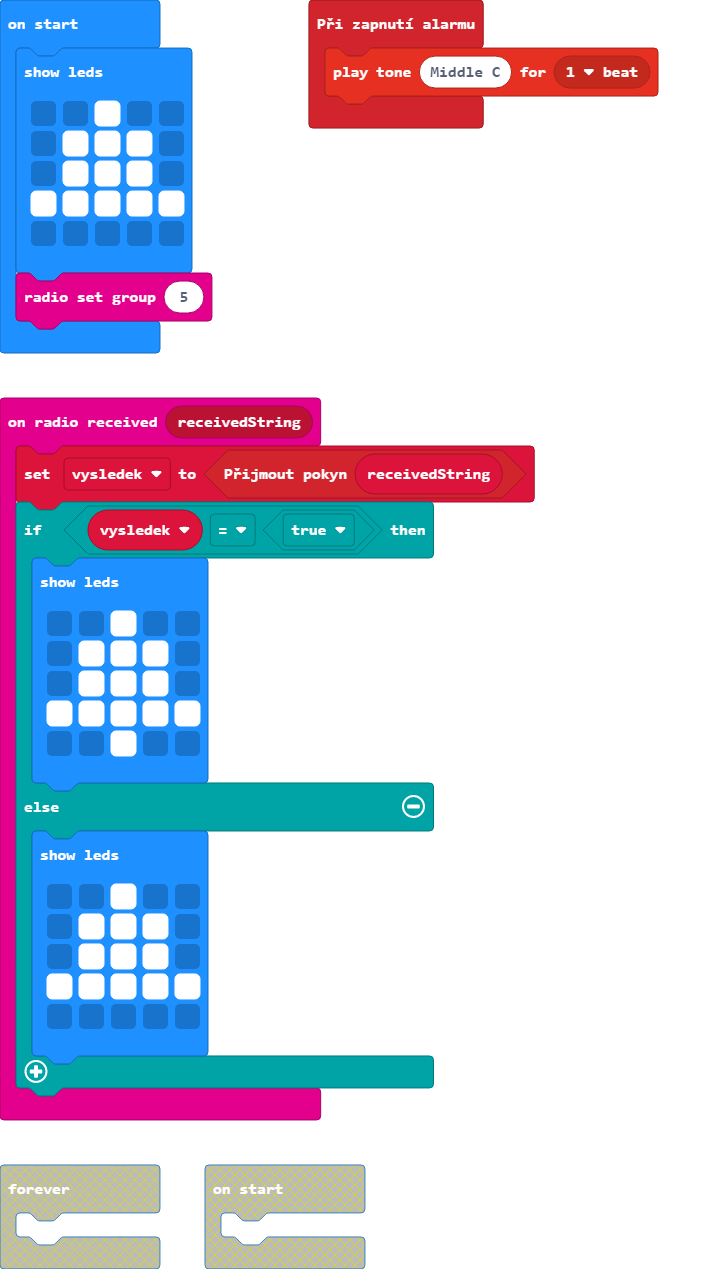 on start
show leds
radio set group 5
Při zapnutí alarmu
play tone Middle C for 1 beat
on radio received receivedString
set vysledek to Přijmout pokyn receivedString
if vysledek = true then
show leds
else
show leds
forever
on start